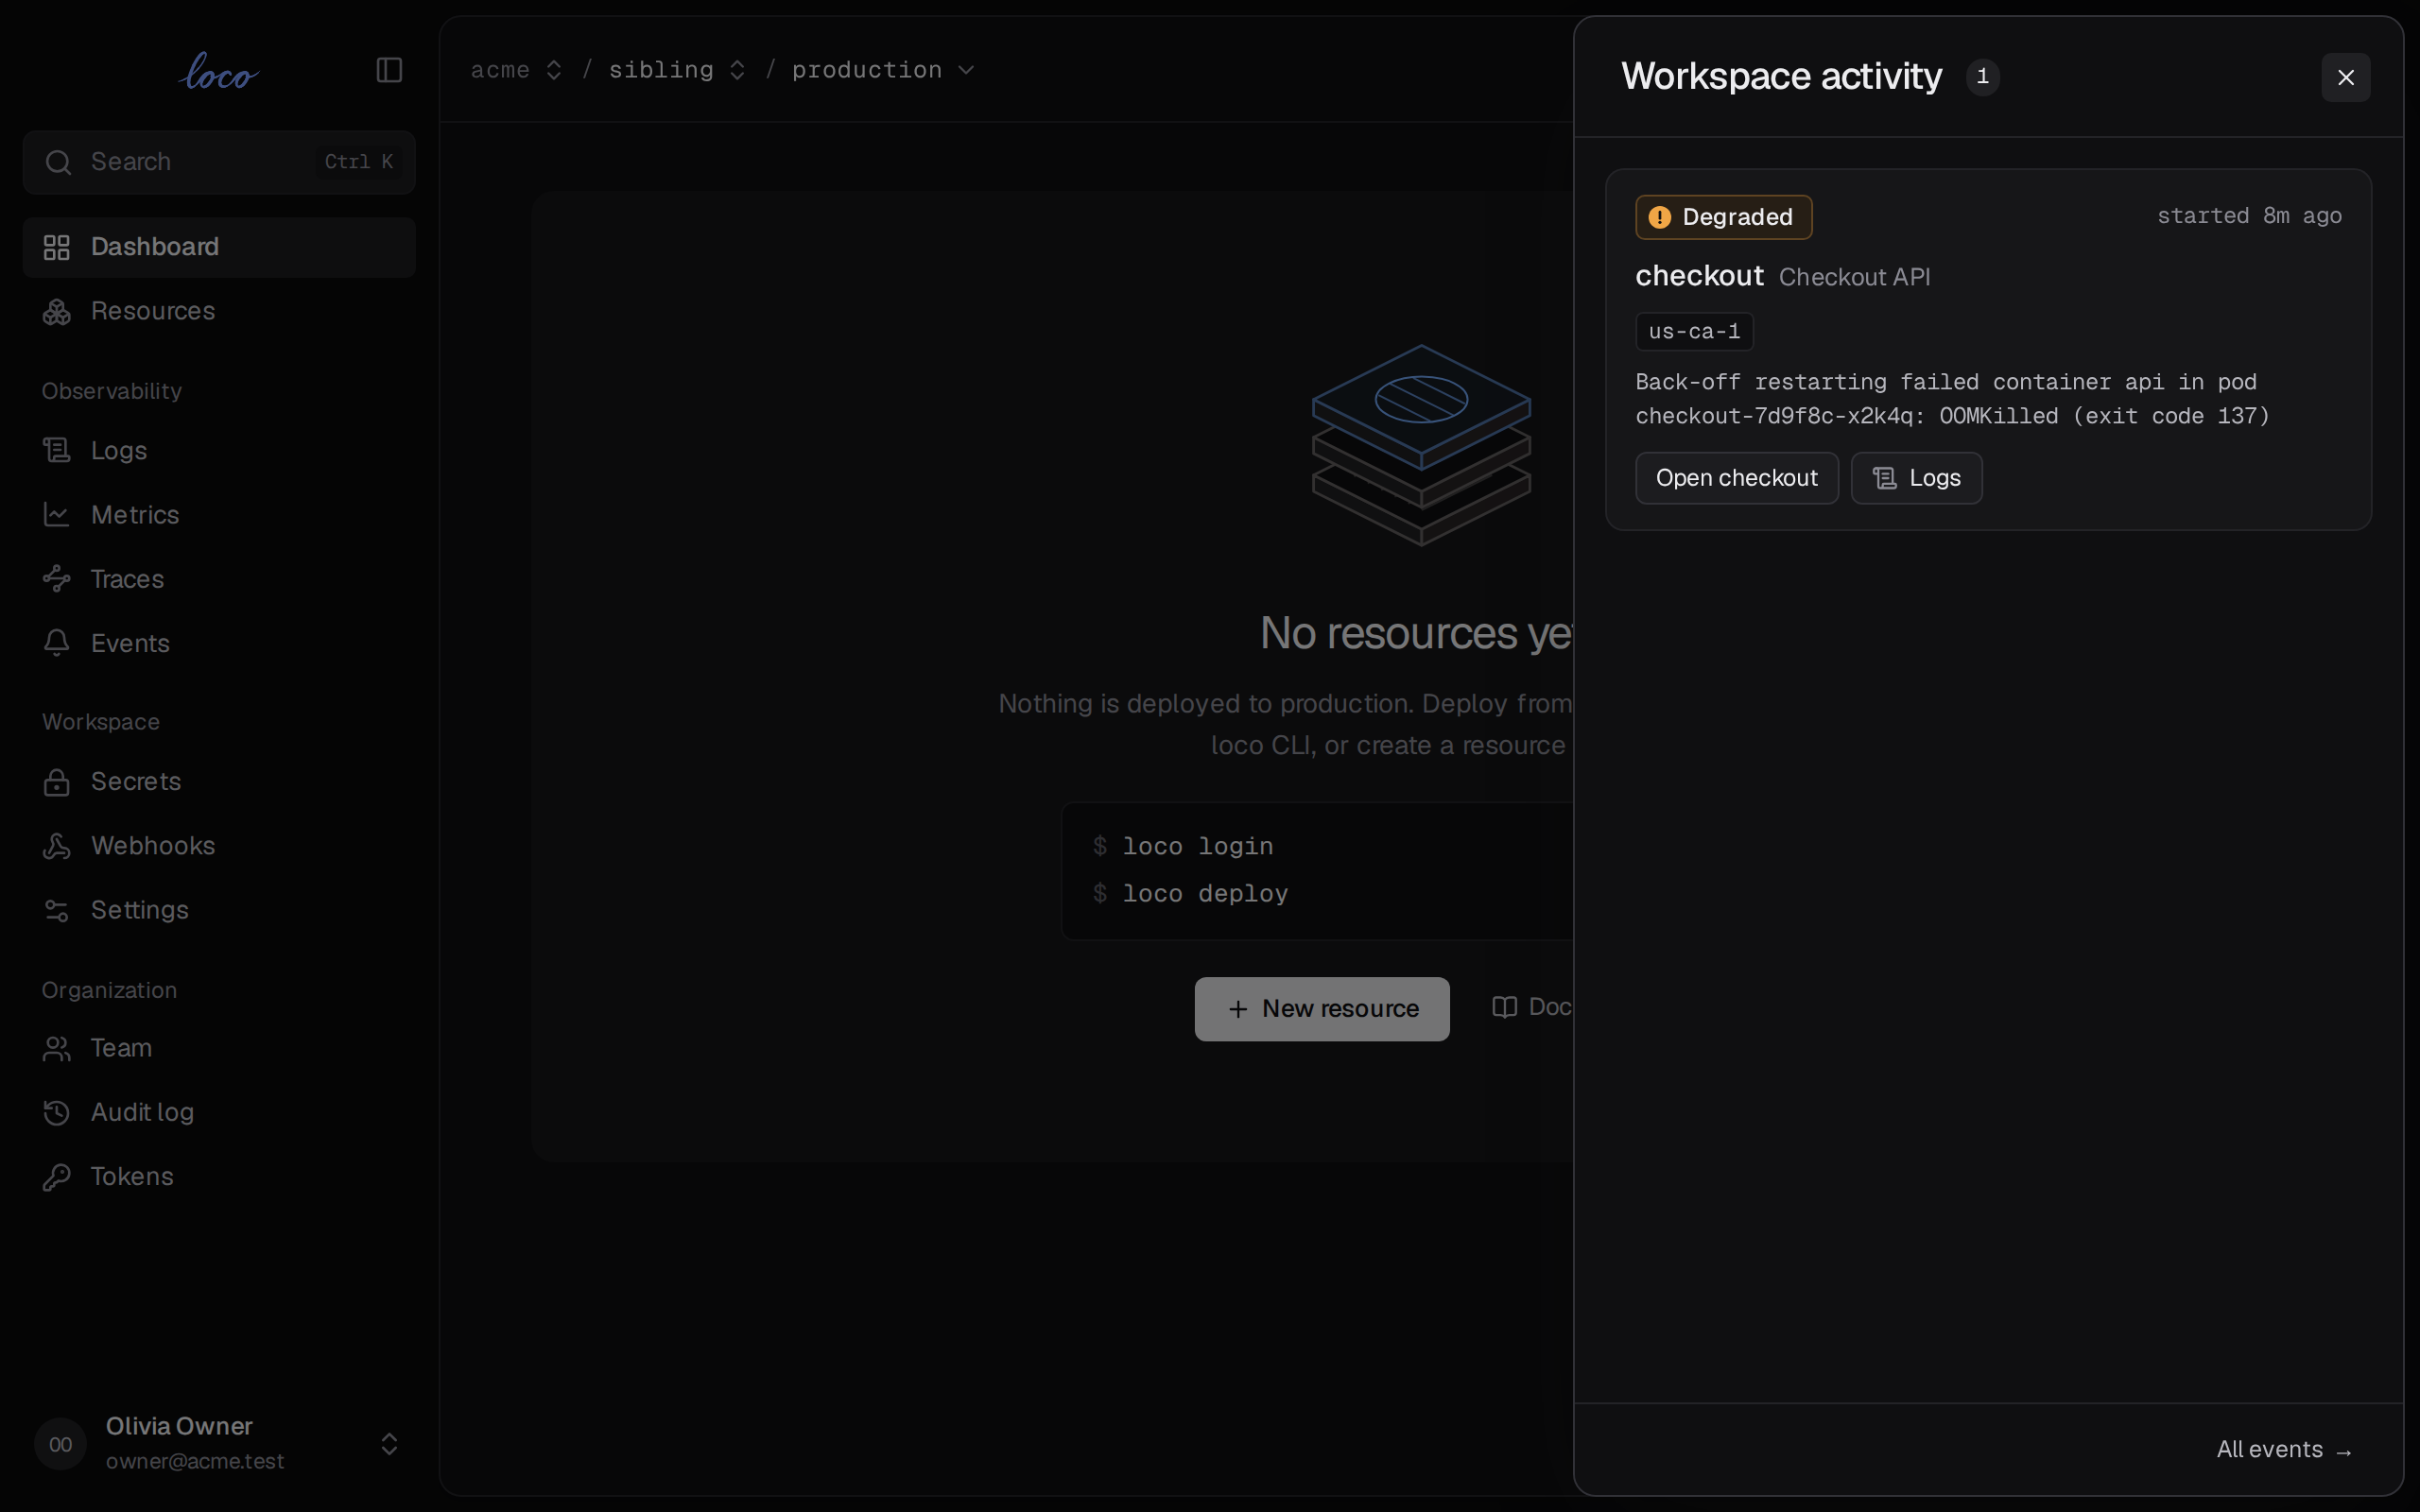 loco
Search
Ctrl K
Dashboard
Resources
Observability
Logs
Metrics
Traces
Events
Workspace
Secrets
Webhooks
Settings
Organization
Team
Audit log
Tokens
OO
Olivia Owner
owner@acme.test
acme / sibling / production
No resources yet
Nothing is deployed to production. Deploy from
loco CLI, or create a resource
$ loco login
$ loco deploy
+ New resource
Doc
Workspace activity 1
Degraded
started 8m ago
checkout Checkout API
us-ca-1
Back-off restarting failed container api in pod
checkout-7d9f8c-x2k4q: OOMKilled (exit code 137)
Open checkout
Logs
All events →